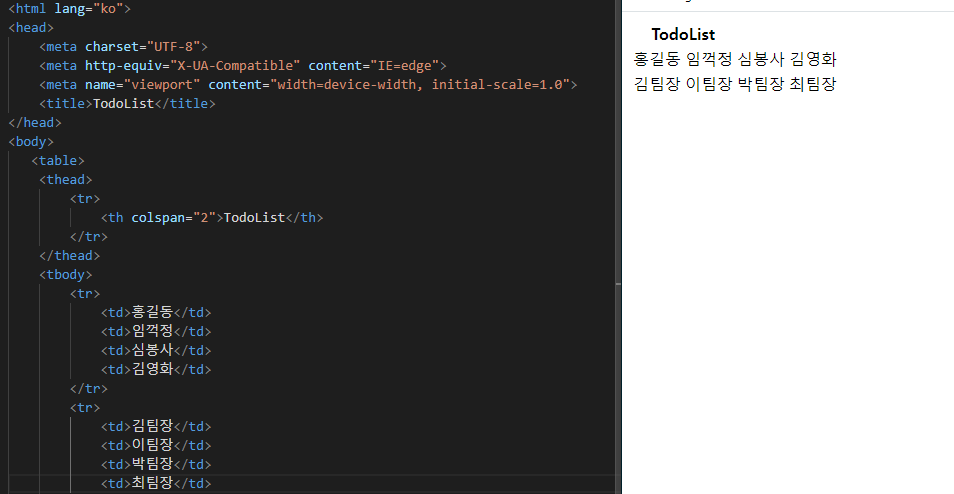 <html lang="ko">
<head>
<meta charset="UTF-8">
<meta http-equiv="X-UA-Compatible" content="IE=edge">
<meta name="viewport" content="width=device-width, initial-scale=1.0">
<title>TodoList</title>
</head>
<body>
<table>
<thead>
<tr>
<th colspan="2">TodoList</th>
</tr>
</thead>
<tbody>
<tr>
<td>홍길동</td>
<td>임꺽정</td>
<td>심봉사</td>
<td>김영화</td>
</tr>
<tr>
<td>김팀장</td>
<td>이팀장</td>
<td>박팀장</td>
<td>최팀장</td>
TodoList
홍길동 임꺽정 심봉사 김영화
김팀장 이팀장 박팀장 최팀장